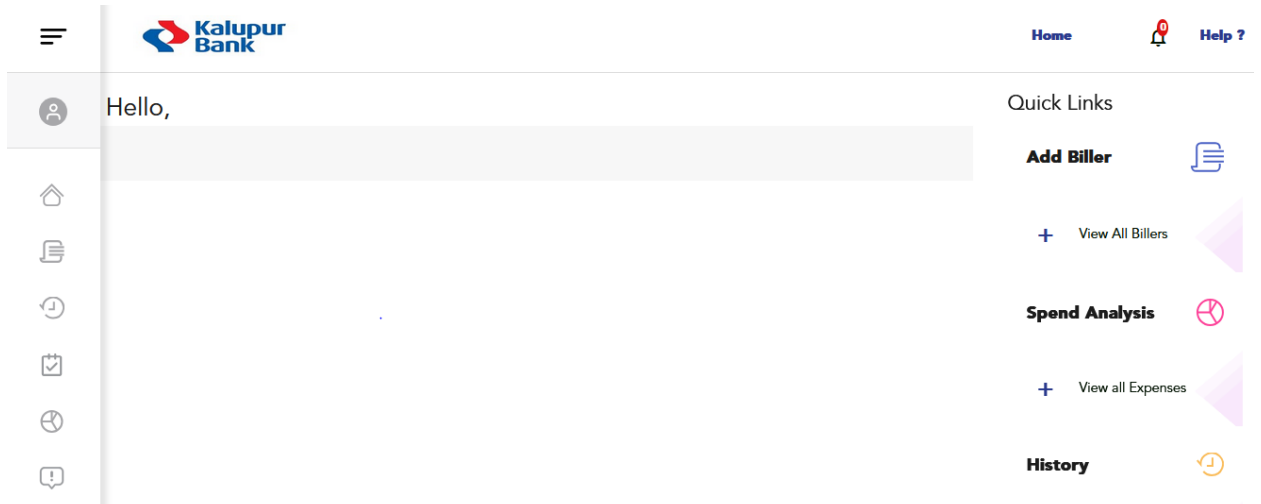 Kalupur
Bank
Home
0
Help ?
Hello,
Quick Links
Add Biller
+ View All Billers
Spend Analysis
+ View all Expenses
History